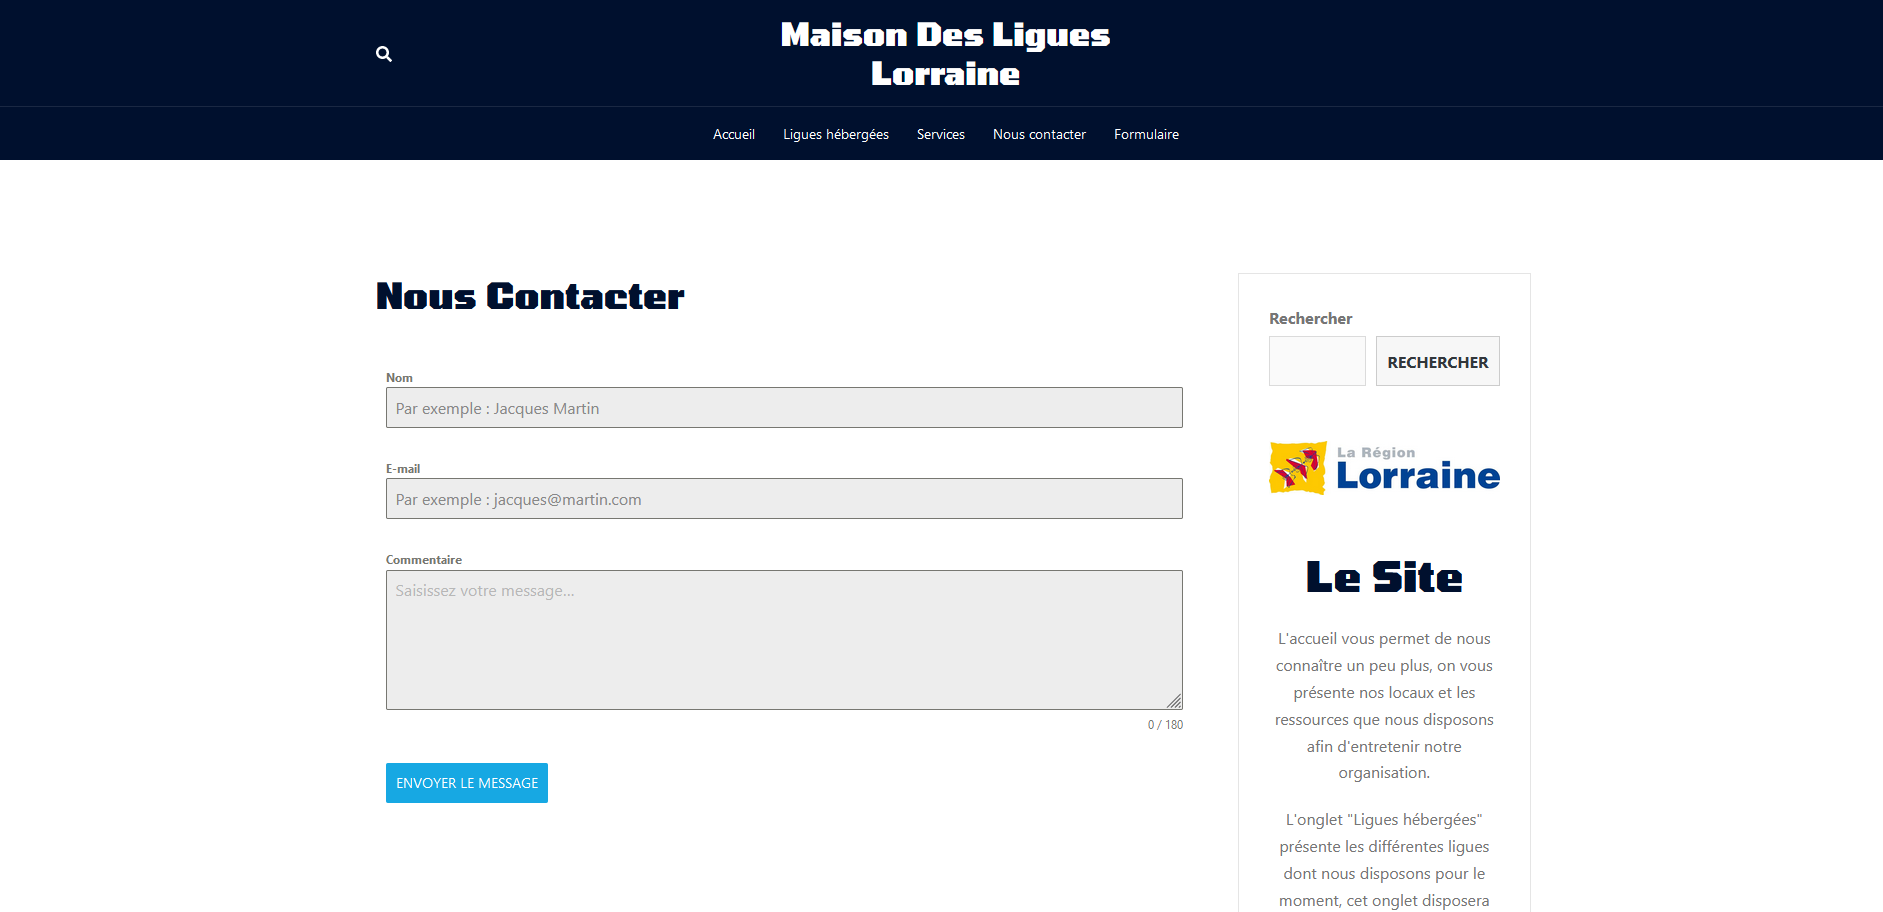 Maison Des Ligues
Lorraine
Accueil
Ligues hébergées
Services
Nous contacter
Formulaire
Nous Contacter
Nom
Par exemple : Jacques Martin
E-mail
Par exemple : jacques@martin.com
Commentaire
Saisissez votre message...
0 / 180
ENVOYER LE MESSAGE
Rechercher
RECHERCHER
La Région
Lorraine
Le Site
L'accueil vous permet de nous
connaître un peu plus, on vous
présente nos locaux et les
ressources que nous disposons
afin d'entretenir notre
organisation.
L'onglet "Ligues hébergées"
présente les différentes ligues
dont nous disposons pour le
moment, cet onglet disposera